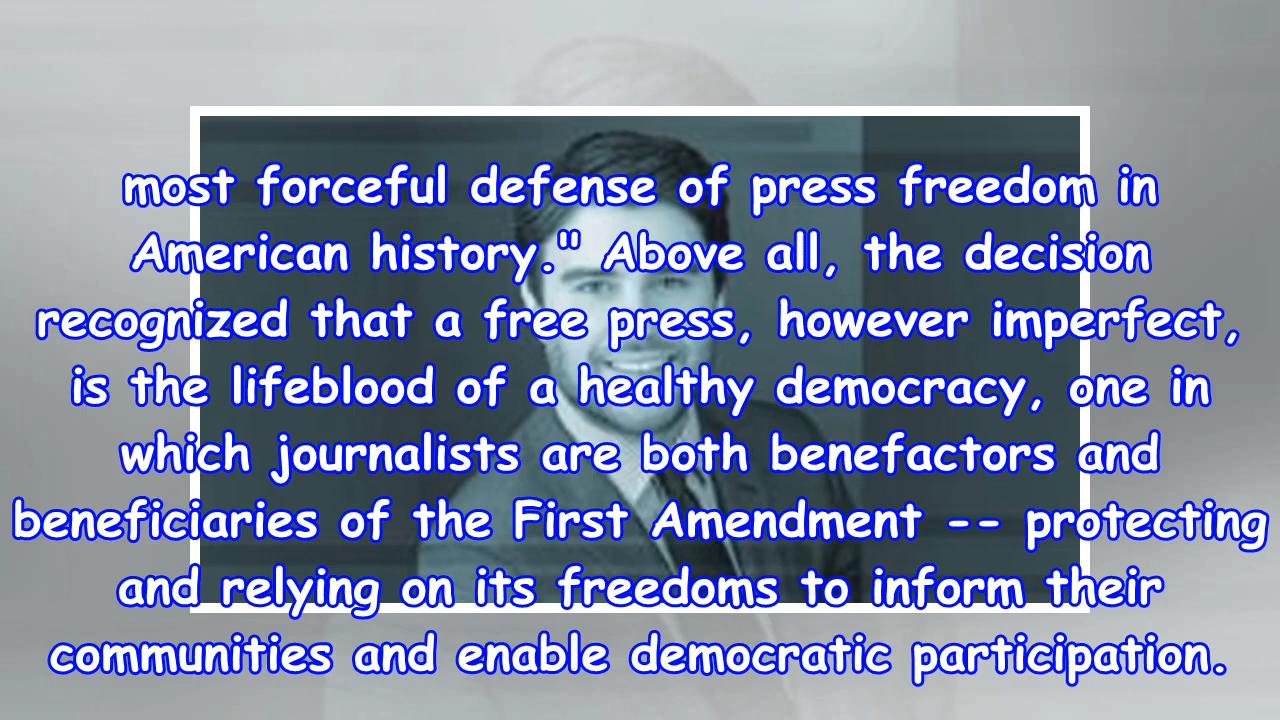 most forceful defense of press freedom in
American history." Above all, the decision
recognized that a free press, however imperfect,
is the lifeblood of a healthy democracy, one in
which journalists are both benefactors and
beneficiaries of the First Amendment -- protecting
and relying on its freedoms to inform their
communities and enable democratic participation.